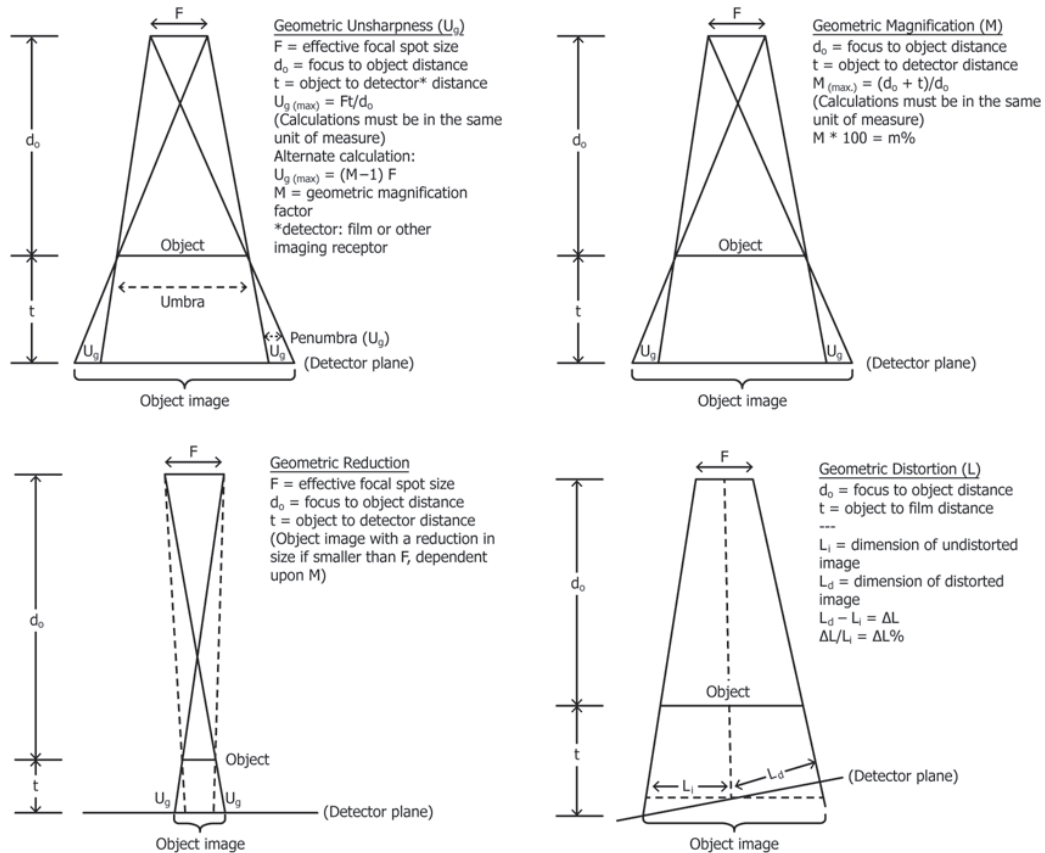 F
Geometric Unsharpness (Ug)
F = effective focal spot size
do = focus to object distance
t = object to detector* distance
Ug (max) = Ft/do
(Calculations must be in the same
unit of measure)
Alternate calculation:
Ug (max) = (M−1) F
M = geometric magnification
factor
*detector: film or other
imaging receptor
do
Object
Umbra
t
Penumbra (Ug)
Ug
Ug
(Detector plane)
Object image
F
Geometric Magnification (M)
do = focus to object distance
t = object to detector distance
M (max.) = (do + t)/do
(Calculations must be in the same
unit of measure)
M * 100 = m%
do
Object
t
Ug
Ug
(Detector plane)
Object image
F
Geometric Reduction
F = effective focal spot size
do = focus to object distance
t = object to detector distance
(Object image with a reduction in
size if smaller than F, dependent
upon M)
do
Object
t
Ug
Ug
(Detector plane)
Object image
F
Geometric Distortion (L)
do = focus to object distance
t = object to film distance
---
Li = dimension of undistorted
image
Ld = dimension of distorted
image
Ld − Li = ΔL
ΔL/Li = ΔL%
do
Object
t
Li
Ld
(Detector plane)
Object image